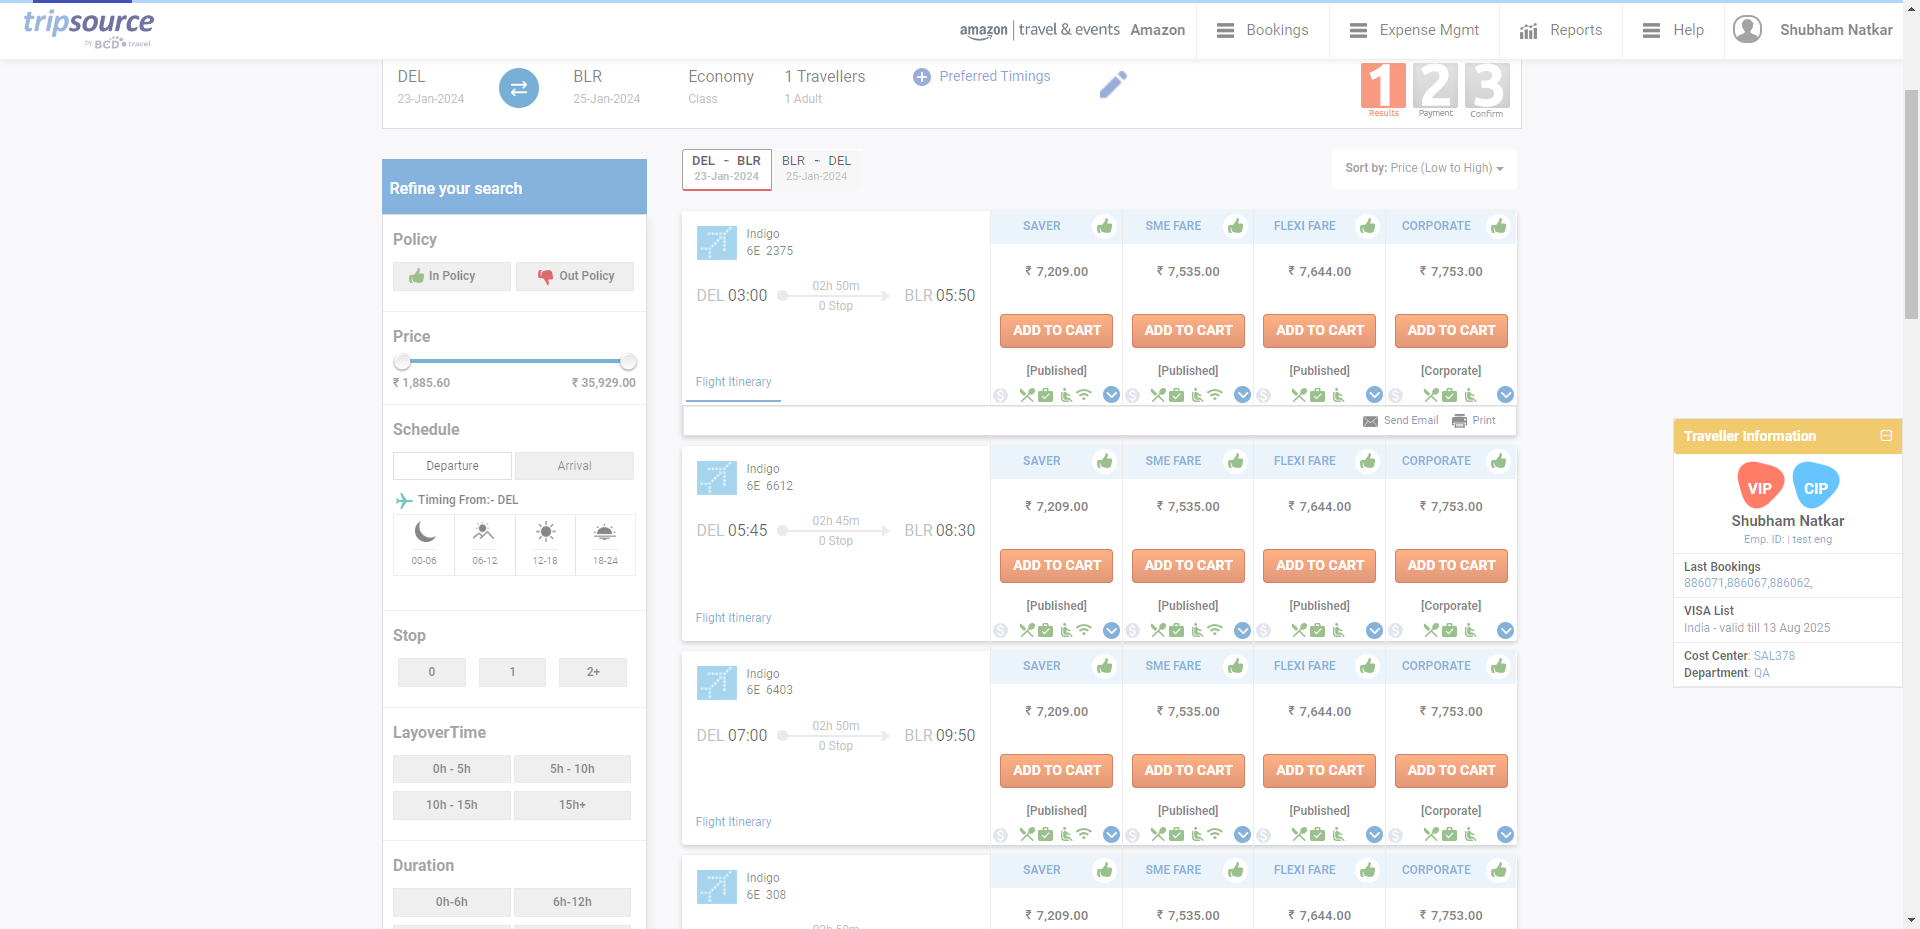 tripsource
by BCD travel
amazon | travel & events Amazon
Bookings
Expense Mgmt
Reports
Help
Shubham Natkar
DEL
23-Jan-2024
BLR
25-Jan-2024
Economy
Class
1 Travellers
1 Adult
Preferred Timings
1 2 3
Results Payment Confirm
Refine your search
Policy
In Policy Out Policy
Price
₹ 1,885.60 ₹ 35,929.00
Schedule
Departure Arrival
Timing From:- DEL
00-06 06-12 12-18 18-24
Stop
0 1 2+
LayoverTime
0h - 5h 5h - 10h
10h - 15h 15h+
Duration
0h-6h 6h-12h
DEL - BLR
23-Jan-2024
BLR - DEL
25-Jan-2024
Sort by: Price (Low to High)
Indigo
6E 2375
DEL 03:00
02h 50m
0 Stop
BLR 05:50
Flight Itinerary
SAVER SME FARE FLEXI FARE CORPORATE
₹ 7,209.00 ₹ 7,535.00 ₹ 7,644.00 ₹ 7,753.00
ADD TO CART ADD TO CART ADD TO CART ADD TO CART
[Published] [Published] [Published] [Corporate]
Send Email Print
Indigo
6E 6612
DEL 05:45
02h 45m
0 Stop
BLR 08:30
Flight Itinerary
SAVER SME FARE FLEXI FARE CORPORATE
₹ 7,209.00 ₹ 7,535.00 ₹ 7,644.00 ₹ 7,753.00
ADD TO CART ADD TO CART ADD TO CART ADD TO CART
[Published] [Published] [Published] [Corporate]
Indigo
6E 6403
DEL 07:00
02h 50m
0 Stop
BLR 09:50
Flight Itinerary
SAVER SME FARE FLEXI FARE CORPORATE
₹ 7,209.00 ₹ 7,535.00 ₹ 7,644.00 ₹ 7,753.00
ADD TO CART ADD TO CART ADD TO CART ADD TO CART
[Published] [Published] [Published] [Corporate]
Indigo
6E 308
02h 50m
SAVER SME FARE FLEXI FARE CORPORATE
₹ 7,209.00 ₹ 7,535.00 ₹ 7,644.00 ₹ 7,753.00
Traveller Information
VIP CIP
Shubham Natkar
Emp. ID: | test eng
Last Bookings
886071,886067,886062,
VISA List
India - valid till 13 Aug 2025
Cost Center: SAL378
Department: QA